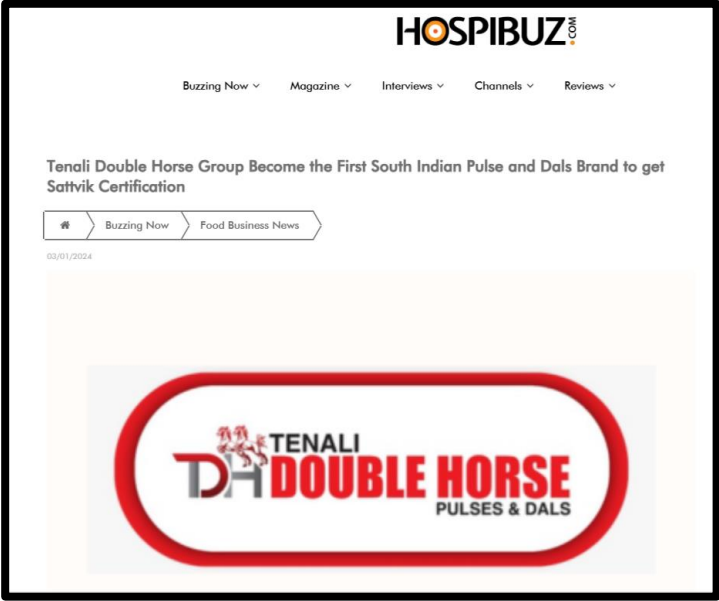 HOSPIBUZ.COM
Buzzing Now Magazine Interviews Channels Reviews
Tenali Double Horse Group Become the First South Indian Pulse and Dals Brand to get
Sattvik Certification
Buzzing Now Food Business News
03/01/2024
TENALI
DH DOUBLE HORSE
PULSES & DALS